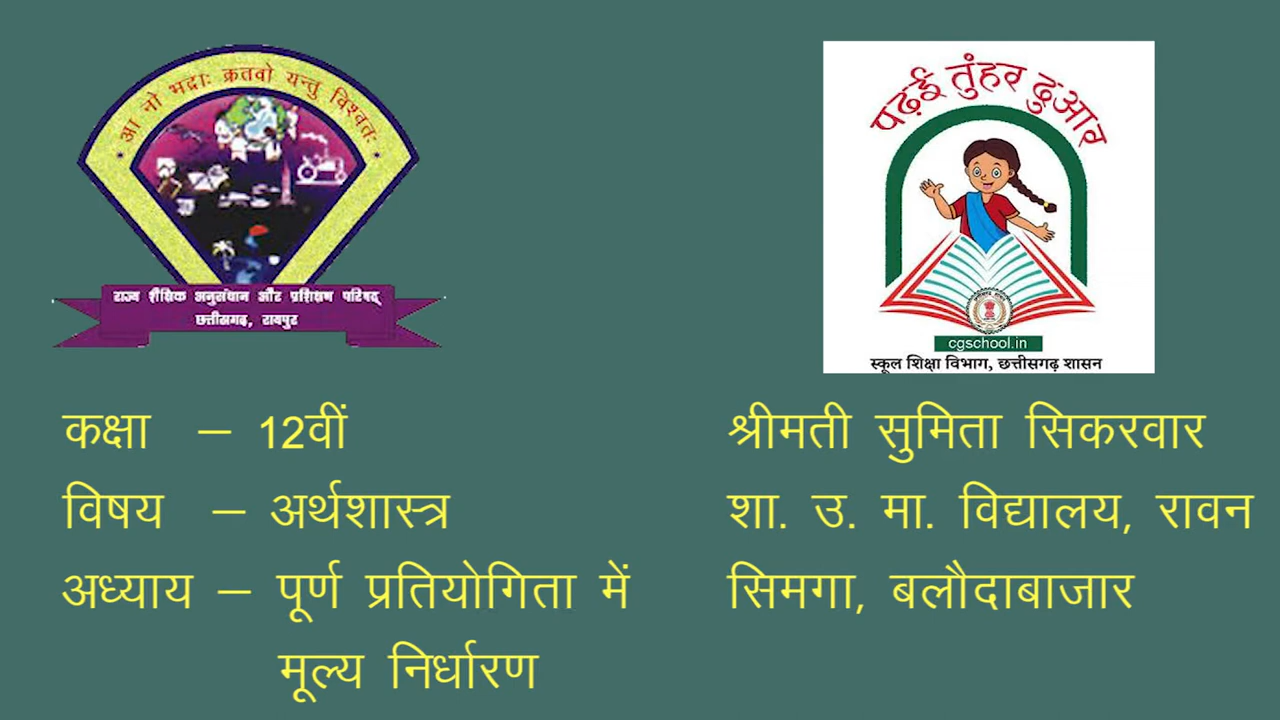 आ नो भद्राः क्रतवो यन्तु विश्वतः
राज्य शैक्षिक अनुसंधान और प्रशिक्षण परिषद्
छत्तीसगढ़, रायपुर
पढ़ई तुंहर दुआर
cgschool.in
स्कूल शिक्षा विभाग, छत्तीसगढ़ शासन
कक्षा – 12वीं
विषय – अर्थशास्त्र
अध्याय – पूर्ण प्रतियोगिता में
मूल्य निर्धारण
श्रीमती सुमिता सिकरवार
शा. उ. मा. विद्यालय, रावन
सिमगा, बलौदाबाजार